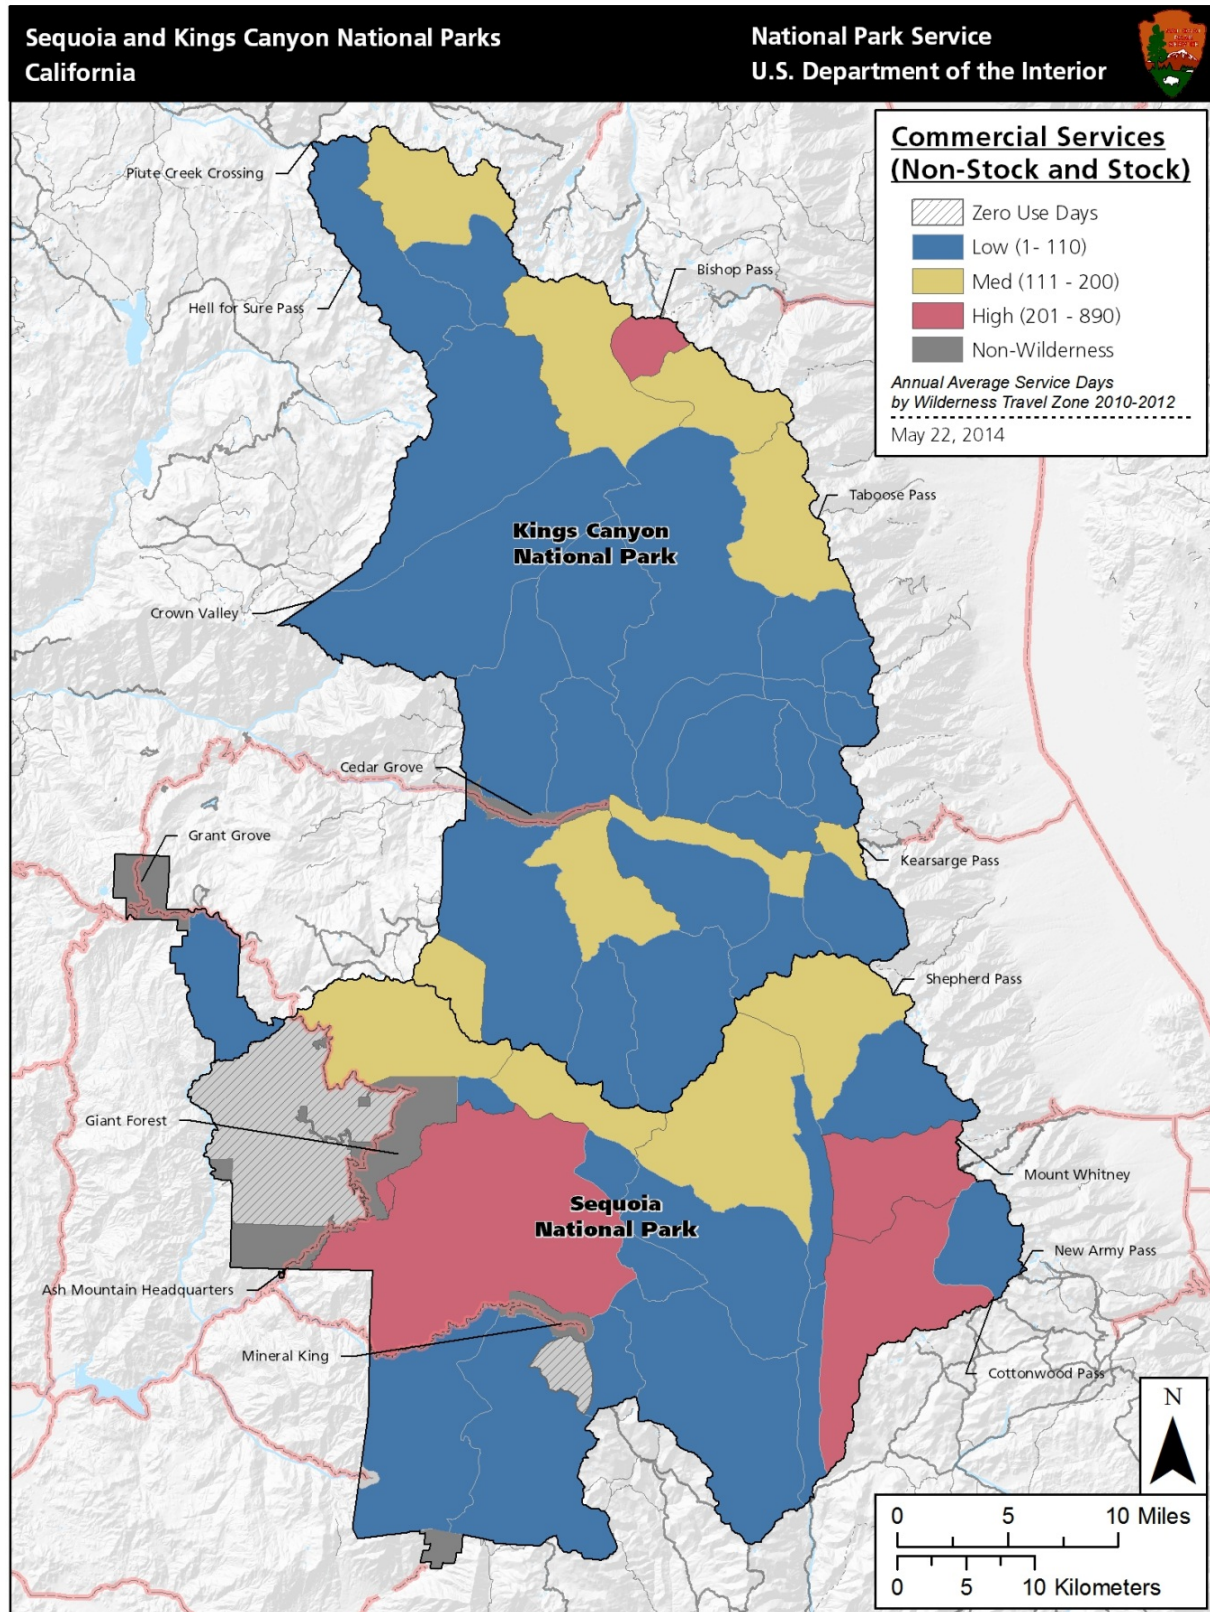 Sequoia and Kings Canyon National Parks
California
National Park Service
U.S. Department of the Interior
Commercial Services
(Non-Stock and Stock)
Zero Use Days
Low (1- 110)
Med (111 - 200)
High (201 - 890)
Non-Wilderness
Annual Average Service Days
by Wilderness Travel Zone 2010-2012
May 22, 2014
Piute Creek Crossing
Bishop Pass
Hell for Sure Pass
Taboose Pass
Kings Canyon
National Park
Crown Valley
Cedar Grove
Grant Grove
Kearsarge Pass
Shepherd Pass
Giant Forest
Mount Whitney
Sequoia
National Park
New Army Pass
Ash Mountain Headquarters
Mineral King
Cottonwood Pass
N
0 5 10 Miles
0 5 10 Kilometers